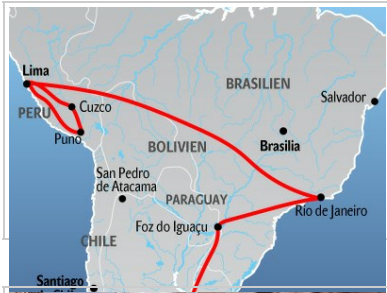 Lima
BRASILIEN
Salvador
PERU
Cuzco
Puno
BOLIVIEN
Brasilia
San Pedro
de Atacama
PARAGUAY
Río de Janeiro
Foz do Iguaçu
CHILE
Santiago